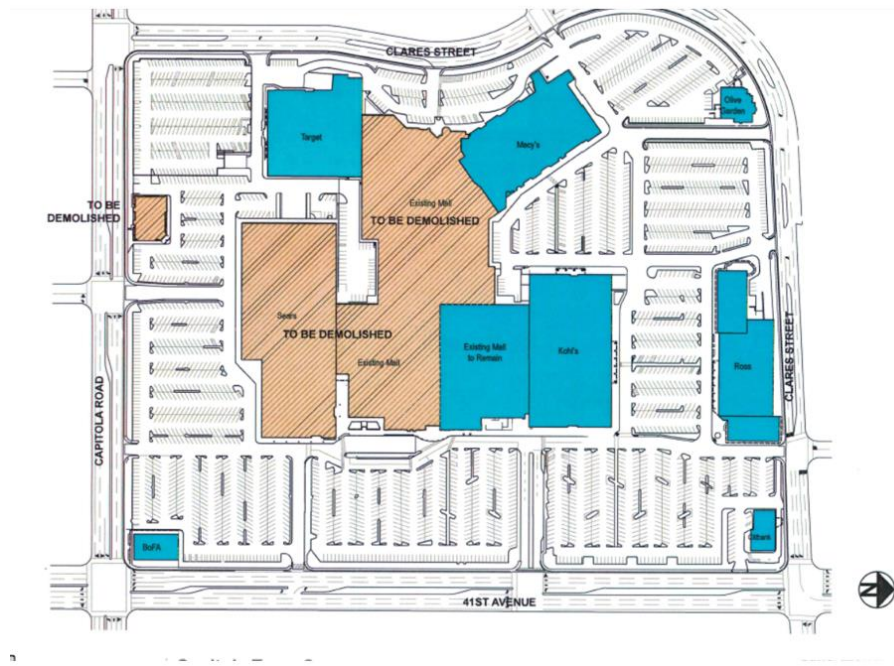 CLARES STREET
Olive
Garden
Target
Macy's
Existing Mall
TO BE DEMOLISHED
TO BE
DEMOLISHED
Sears
TO BE DEMOLISHED
Existing Mall
Existing Mall
to Remain
Kohl's
Ross
CLARES STREET
CAPITOLA ROAD
BofA
Citibank
41ST AVENUE
N